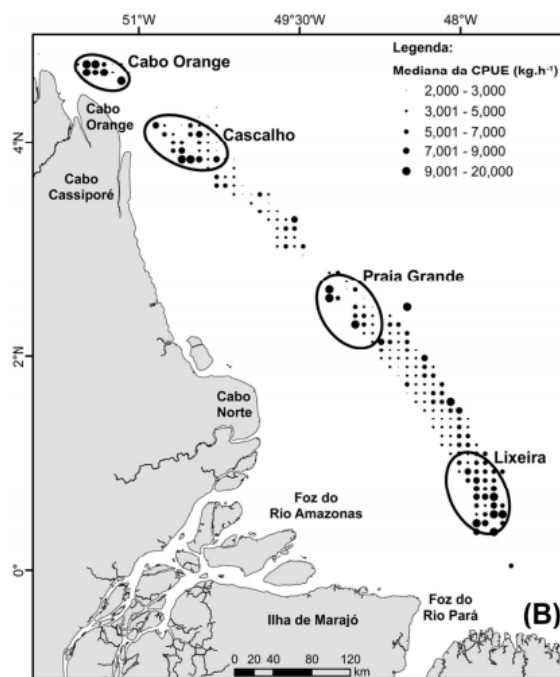 51°W
49°30'W
48°W
Cabo Orange
Legenda:
Mediana da CPUE (kg.h⁻¹)
2,000 - 3,000
3,001 - 5,000
5,001 - 7,000
7,001 - 9,000
9,001 - 20,000
Cabo
Orange
Cascalho
4°N
Cabo
Cassiporé
Praia Grande
2°N
Cabo
Norte
Lixeira
Foz do
Rio Amazonas
0°
Foz do
Rio Pará
Ilha de Marajó
(B)
0 20 40 80 120
km